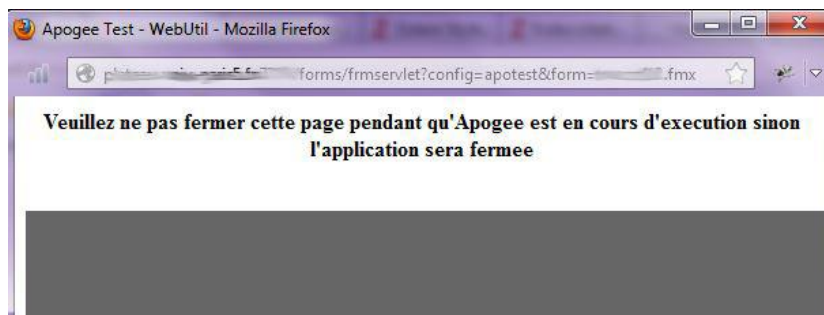 Apogee Test - WebUtil - Mozilla Firefox
/forms/frmservlet?config=apotest&form= .fmx
Veuillez ne pas fermer cette page pendant qu'Apogee est en cours d'execution sinon
l'application sera fermee